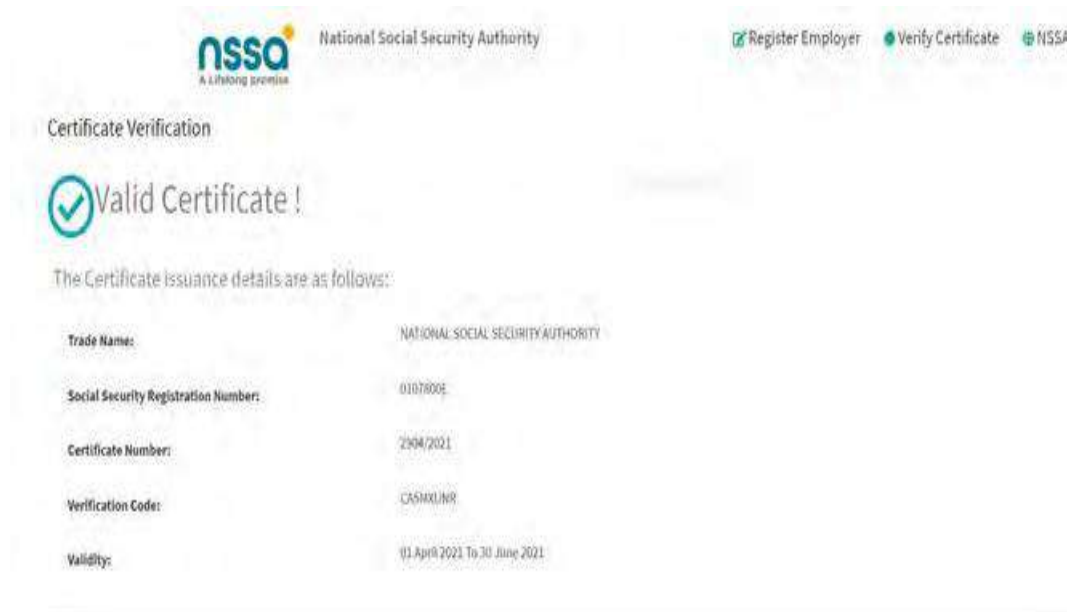 nssa
A Lifelong promise
National Social Security Authority
Register Employer
Verify Certificate
NSSA
Certificate Verification
Valid Certificate !
The Certificate issuance details are as follows:
Trade Name: NATIONAL SOCIAL SECURITY AUTHORITY
Social Security Registration Number: 0107800E
Certificate Number: 2904/2021
Verification Code:
Validity: 01 April 2021 To 30 June 2021